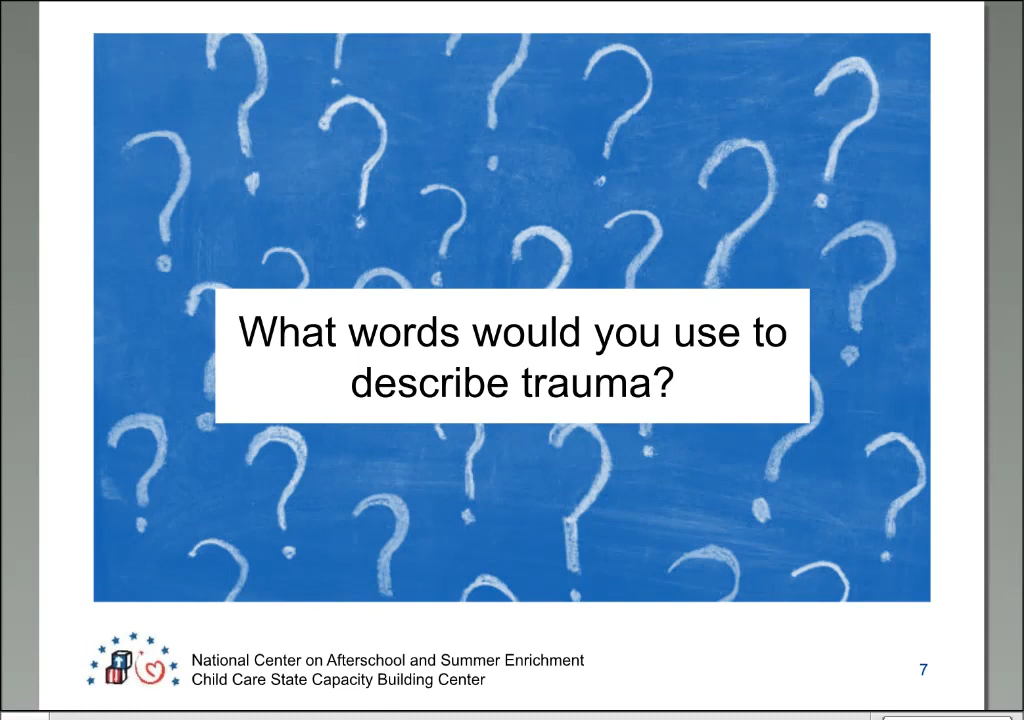 What words would you use to
describe trauma?
National Center on Afterschool and Summer Enrichment
Child Care State Capacity Building Center
7